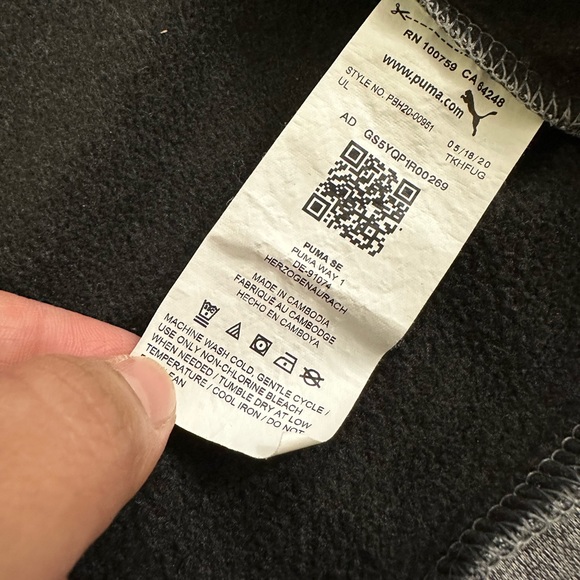 RN 100759 CA 64248
www.puma.com
STYLE NO. PBH20-00951
UL
05/18/20
TKHFUG
AD GS5YQP1R00269
PUMA SE
PUMA WAY 1
DE-91074
HERZOGENAURACH
MADE IN CAMBODIA
FABRIQUÉ AU CAMBODGE
HECHO EN CAMBOYA
MACHINE WASH COLD, GENTLE CYCLE /
USE ONLY NON-CHLORINE BLEACH
WHEN NEEDED / TUMBLE DRY AT LOW
TEMPERATURE / COOL IRON / DO NOT